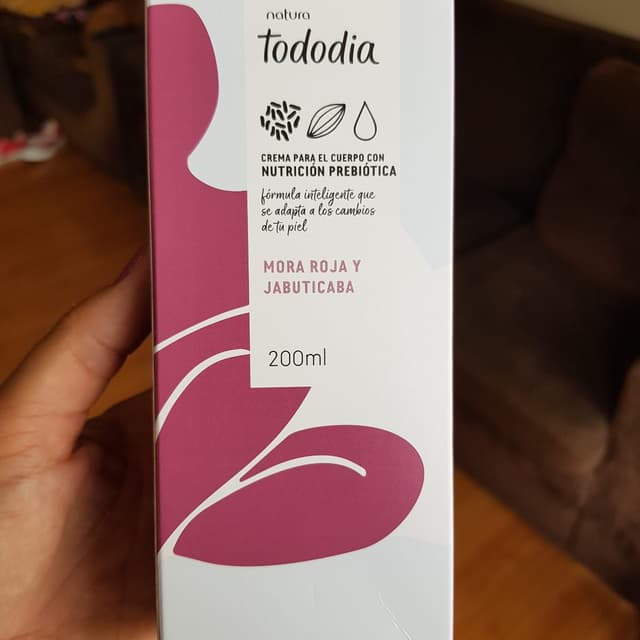 natura
Tododia
CREMA PARA EL CUERPO CON
NUTRICIÓN PREBIÓTICA
fórmula inteligente que
se adapta a los cambios
de tu piel
MORA ROJA Y
JABUTICABA
200ml